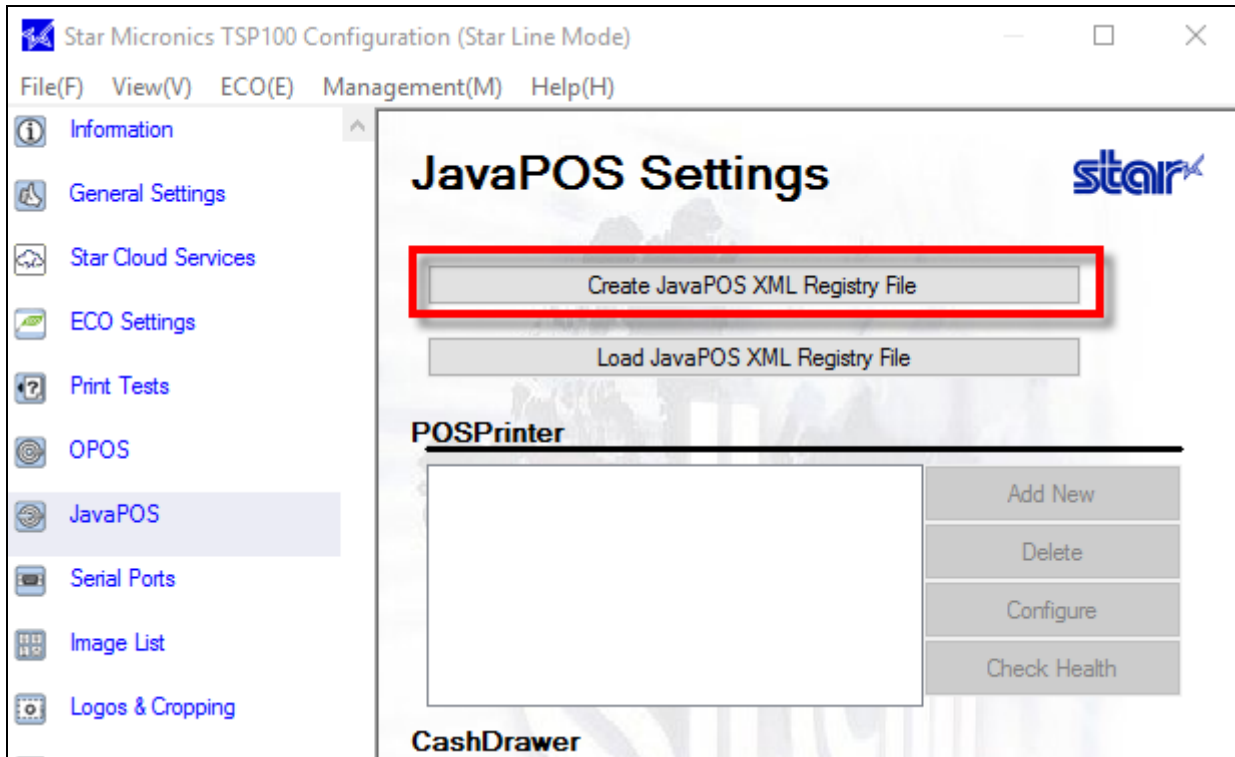 Star Micronics TSP100 Configuration (Star Line Mode)
File(F) View(V) ECO(E) Management(M) Help(H)
Information
General Settings
Star Cloud Services
ECO Settings
Print Tests
OPOS
JavaPOS
Serial Ports
Image List
Logos & Cropping
JavaPOS Settings
star
Create JavaPOS XML Registry File
Load JavaPOS XML Registry File
POSPrinter
Add New
Delete
Configure
Check Health
CashDrawer